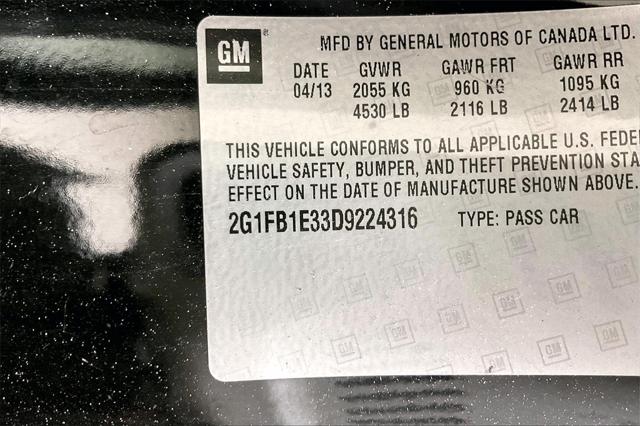 GM
MFD BY GENERAL MOTORS OF CANADA LTD.
DATE GVWR GAWR FRT GAWR RR
04/13 2055 KG 960 KG 1095 KG
4530 LB 2116 LB 2414 LB
THIS VEHICLE CONFORMS TO ALL APPLICABLE U.S. FEDE
VEHICLE SAFETY, BUMPER, AND THEFT PREVENTION STA
EFFECT ON THE DATE OF MANUFACTURE SHOWN ABOVE.
2G1FB1E33D9224316 TYPE: PASS CAR